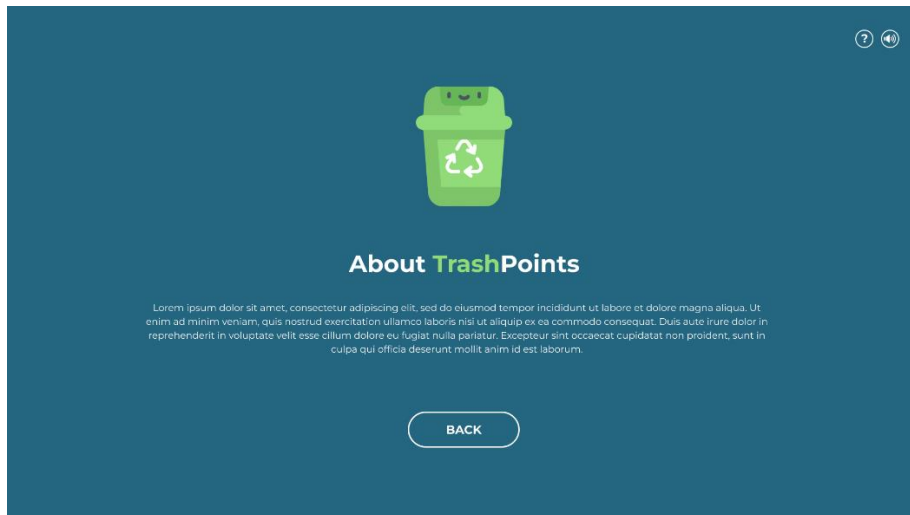 ?
About TrashPoints
Lorem ipsum dolor sit amet, consectetur adipiscing elit, sed do eiusmod tempor incididunt ut labore et dolore magna aliqua. Ut
enim ad minim veniam, quis nostrud exercitation ullamco laboris nisi ut aliquip ex ea commodo consequat. Duis aute irure dolor in
reprehenderit in voluptate velit esse cillum dolore eu fugiat nulla pariatur. Excepteur sint occaecat cupidatat non proident, sunt in
culpa qui officia deserunt mollit anim id est laborum.
BACK